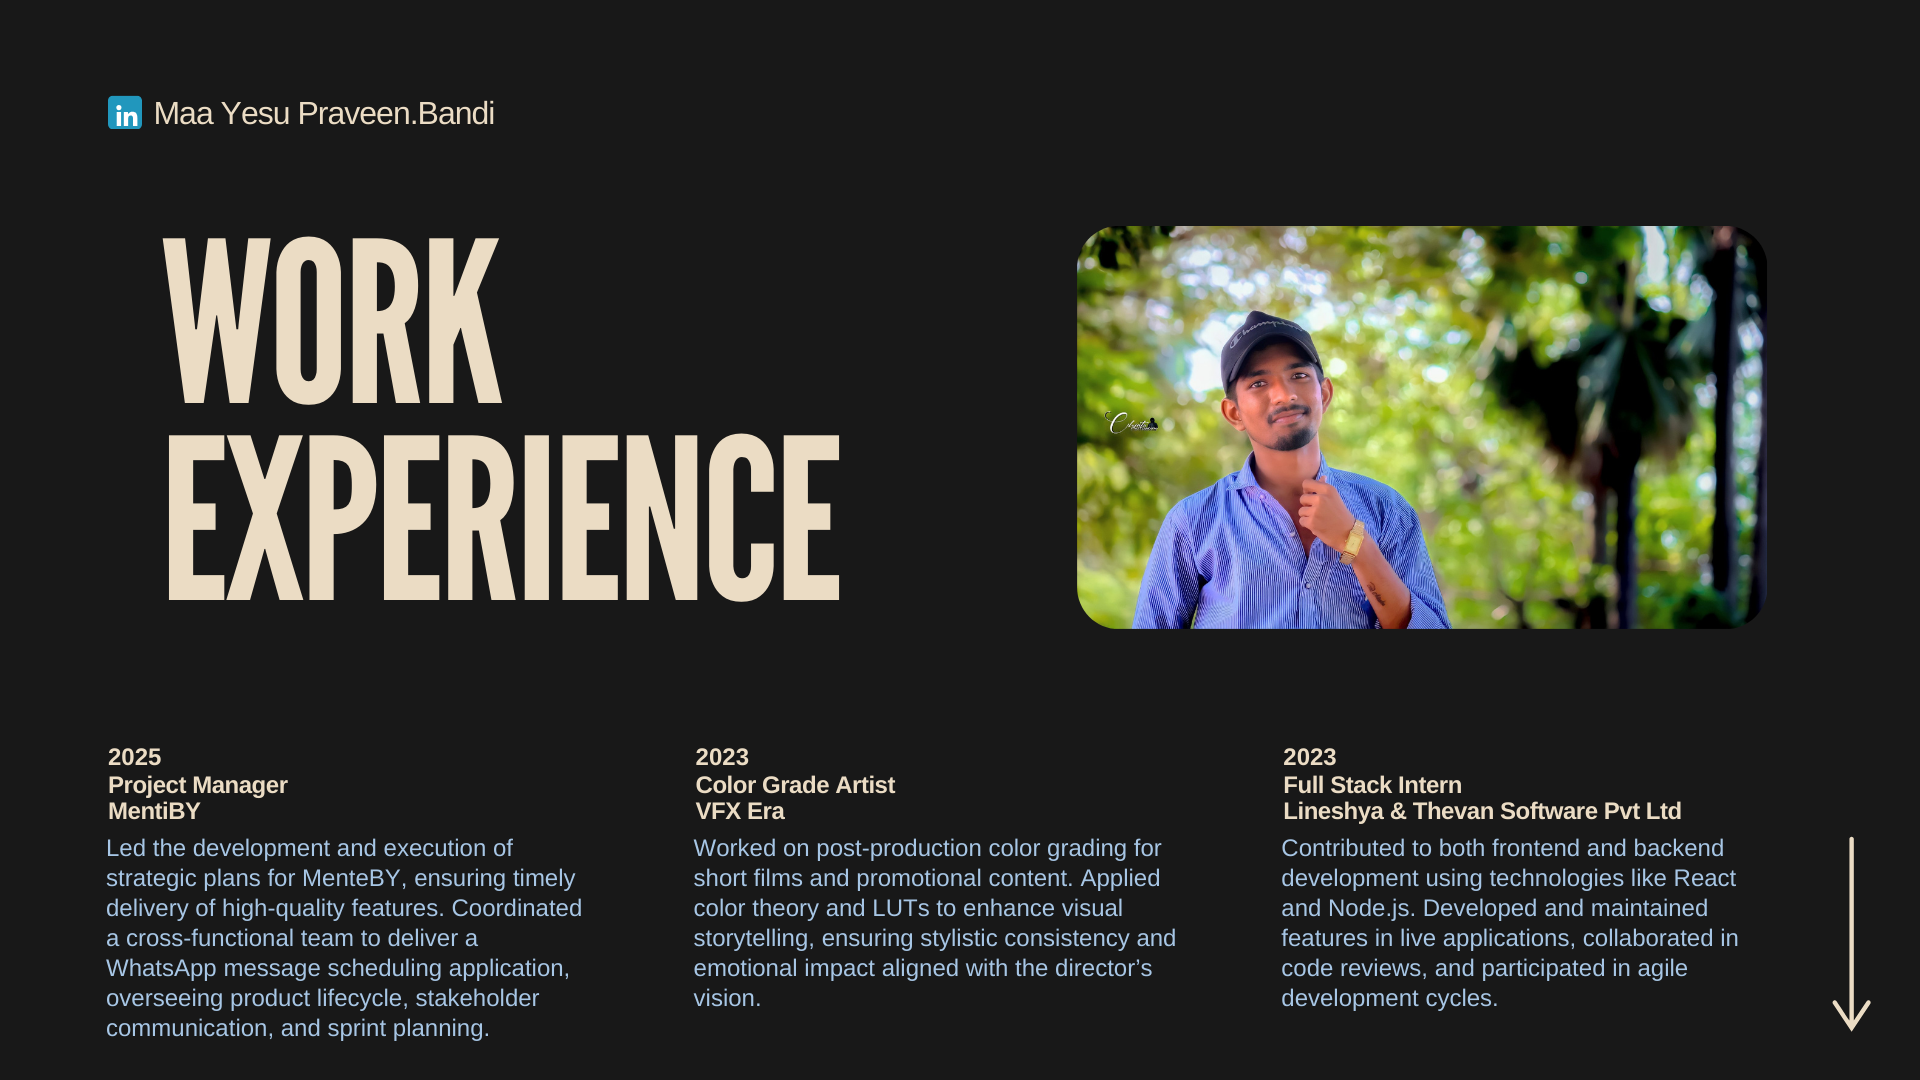 in Maa Yesu Praveen.Bandi
WORK
EXPERIENCE
Champion
2025
Project Manager
MentiBY
Led the development and execution of
strategic plans for MenteBY, ensuring timely
delivery of high-quality features. Coordinated
a cross-functional team to deliver a
WhatsApp message scheduling application,
overseeing product lifecycle, stakeholder
communication, and sprint planning.
2023
Color Grade Artist
VFX Era
Worked on post-production color grading for
short films and promotional content. Applied
color theory and LUTs to enhance visual
storytelling, ensuring stylistic consistency and
emotional impact aligned with the director’s
vision.
2023
Full Stack Intern
Lineshya & Thevan Software Pvt Ltd
Contributed to both frontend and backend
development using technologies like React
and Node.js. Developed and maintained
features in live applications, collaborated in
code reviews, and participated in agile
development cycles.